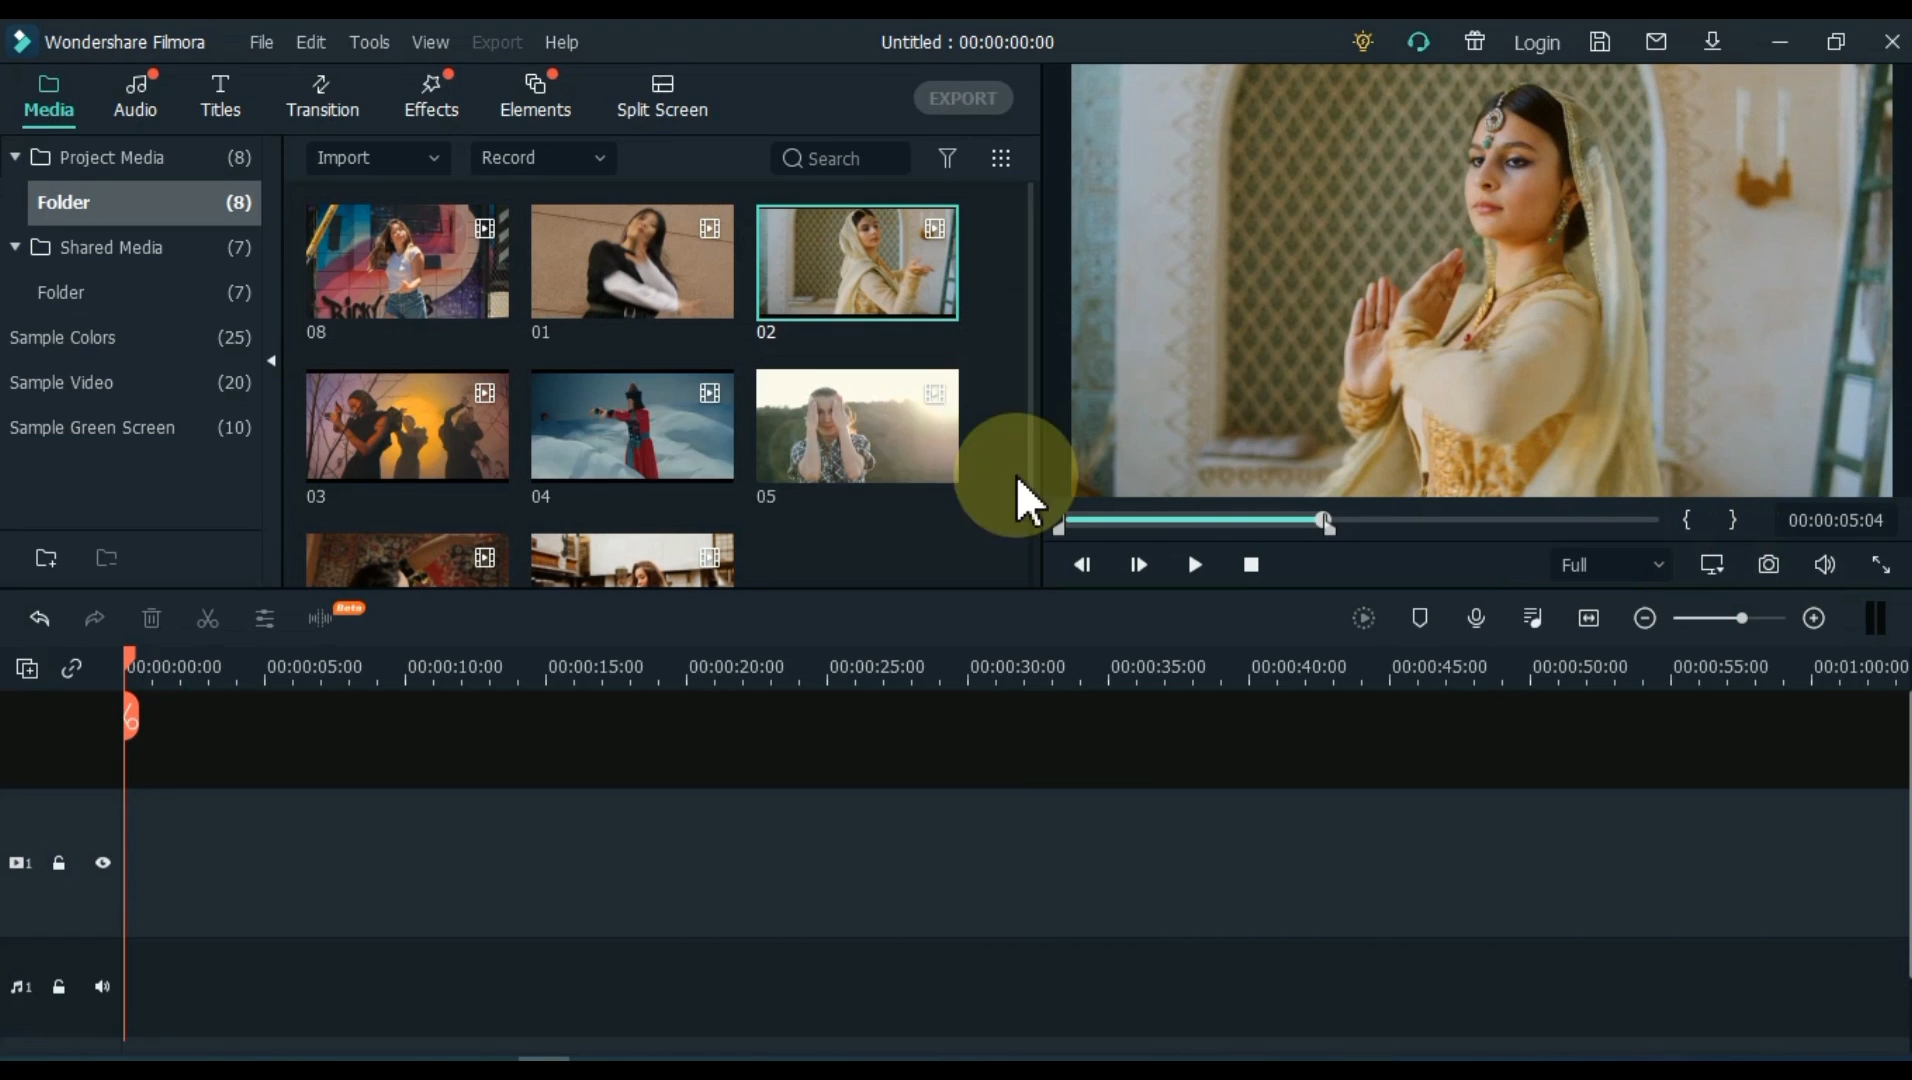 Wondershare Filmora File Edit Tools View Export Help Untitled : 00:00:00:00 Login
Media Audio Titles Transition Effects Elements Split Screen EXPORT
Project Media (8) Import Record Search
Folder (8)
Shared Media (7)
Folder (7)
Sample Colors (25)
Sample Video (20)
Sample Green Screen (10)
08 01 02
03 04 05
{ } 00:00:05:04
Full
Beta
00:00:00:00 00:00:05:00 00:00:10:00 00:00:15:00 00:00:20:00 00:00:25:00 00:00:30:00 00:00:35:00 00:00:40:00 00:00:45:00 00:00:50:00 00:00:55:00 00:01:00:00
1
1